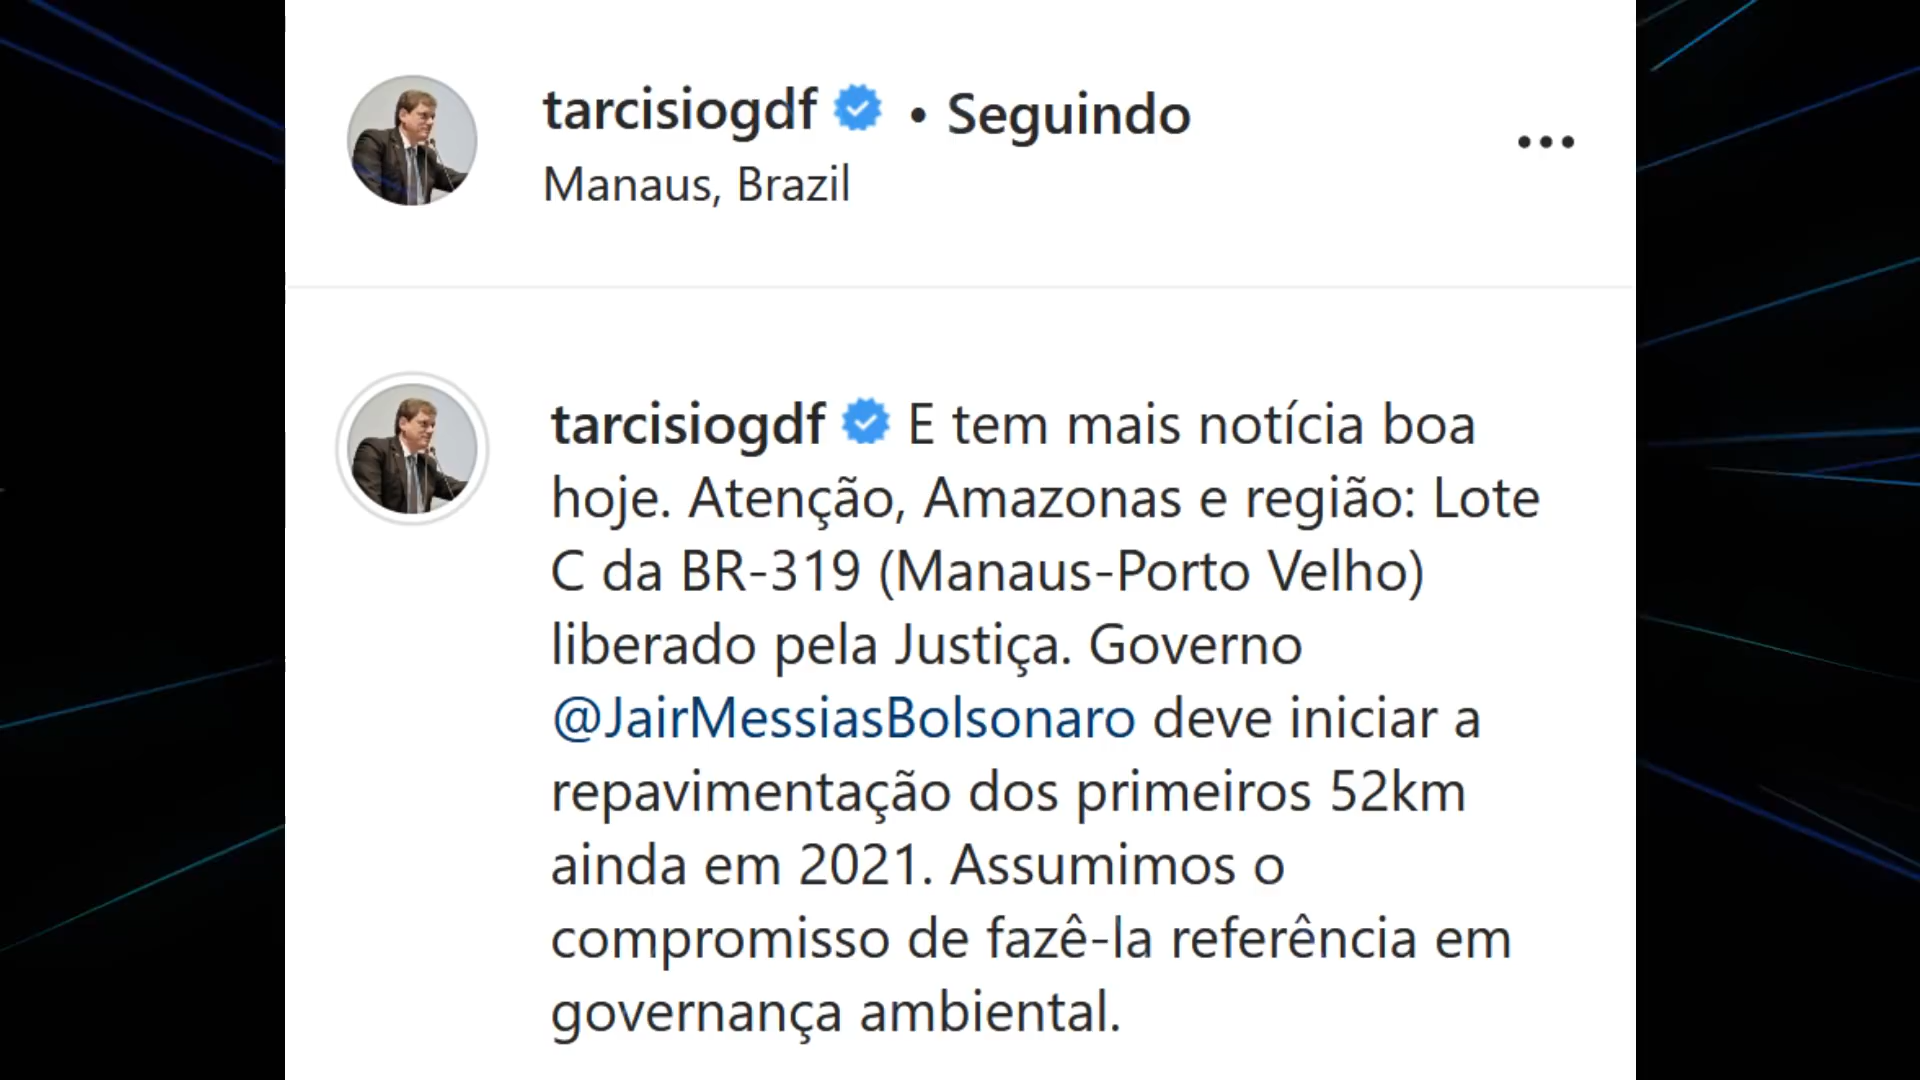 tarcisiogdf • Seguindo
Manaus, Brazil
tarcisiogdf E tem mais notícia boa
hoje. Atenção, Amazonas e região: Lote
C da BR-319 (Manaus-Porto Velho)
liberado pela Justiça. Governo
@JairMessiasBolsonaro deve iniciar a
repavimentação dos primeiros 52km
ainda em 2021. Assumimos o
compromisso de fazê-la referência em
governança ambiental.